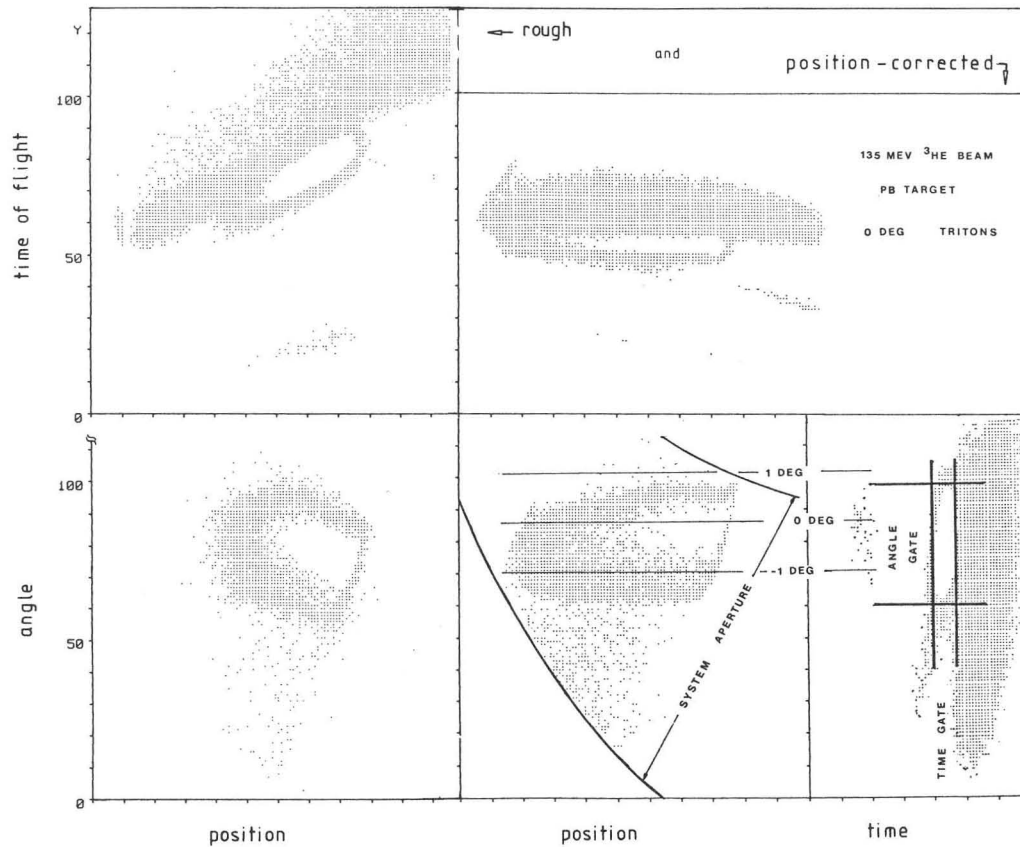 Y
← rough
and
position-corrected
100
time of flight
135 MEV ³HE BEAM
PB TARGET
0 DEG TRITONS
50
0
100
1 DEG
0 DEG
ANGLE GATE
-1 DEG
angle
50
SYSTEM APERTURE
TIME GATE
0
position
position
time